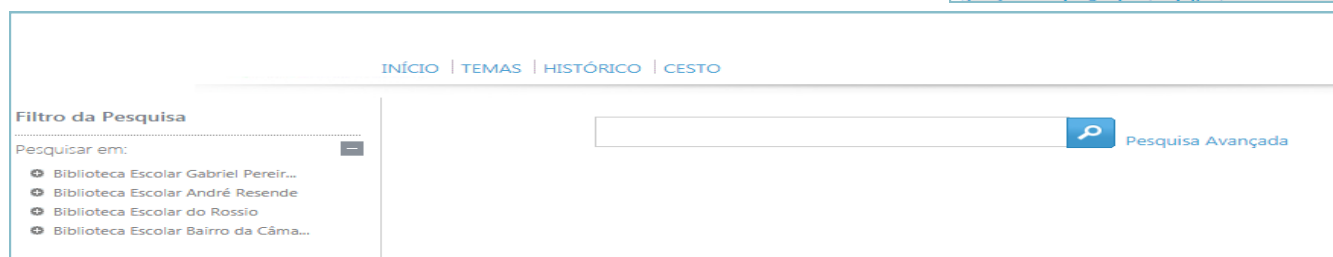 INÍCIO | TEMAS | HISTÓRICO | CESTO
Filtro da Pesquisa
Pesquisar em:
Biblioteca Escolar Gabriel Pereir...
Biblioteca Escolar André Resende
Biblioteca Escolar do Rossio
Biblioteca Escolar Bairro da Câma...
Pesquisa Avançada